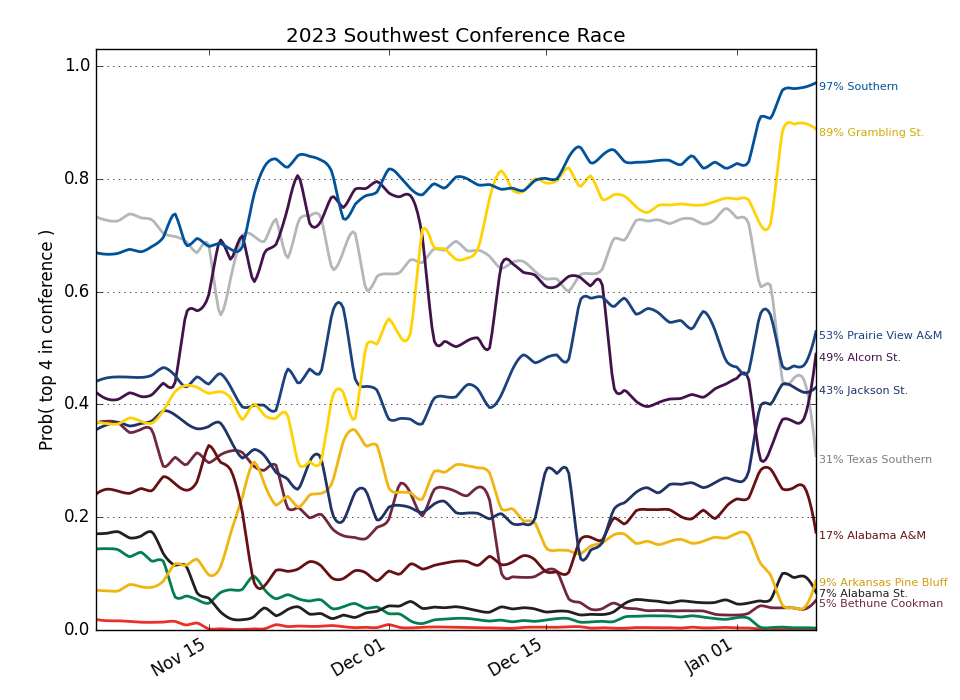 2023 Southwest Conference Race
1.0
0.8
0.6
0.4
0.2
0.0
Prob( top 4 in conference )
Nov 15
Dec 01
Dec 15
Jan 01
97% Southern
89% Grambling St.
53% Prairie View A&M
49% Alcorn St.
43% Jackson St.
31% Texas Southern
17% Alabama A&M
9% Arkansas Pine Bluff
7% Alabama St.
5% Bethune Cookman